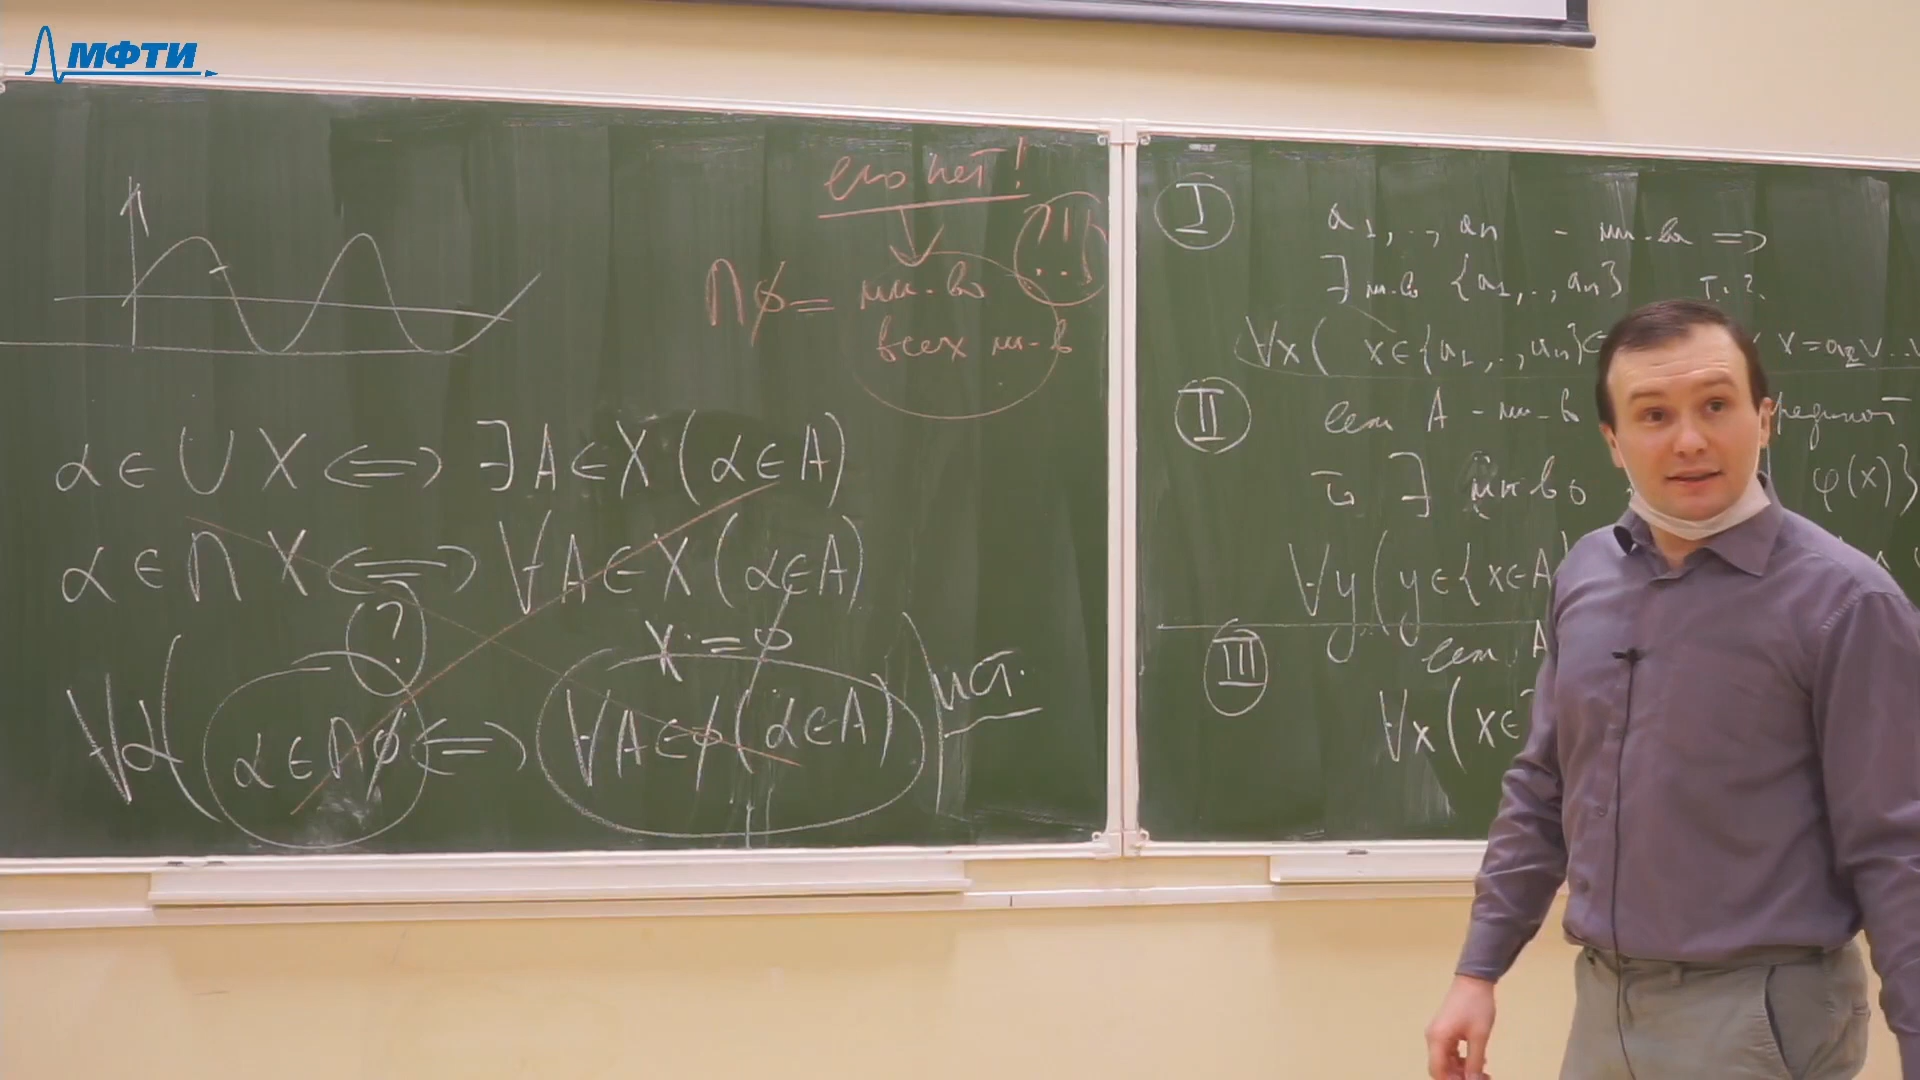 МФТИ
его нет!
⋂∅ = мн-во !!
всех мн-в
α ∈ ⋃ X ⟺ ∃A ∈ X (α ∈ A)
α ∈ ⋂ X ⟺ ∀A ∈ X (α ∈ A)
? X = ∅
∀α (α ∈ ⋂∅ ⟺ ∀A ∈ ∅ (α ∈ A)) ист.
I a₁, .., aₙ - мн-ва ⇒
∃ мн-во {a₁, .., aₙ} т.ч.
∀x ( x ∈ {a₁, .., aₙ} x = a₂ ∨ ..
II если A - мн-во
то ∃ мн-во φ(x)}
∀y (y ∈ {x ∈ A
III если A
∀x (x ∈